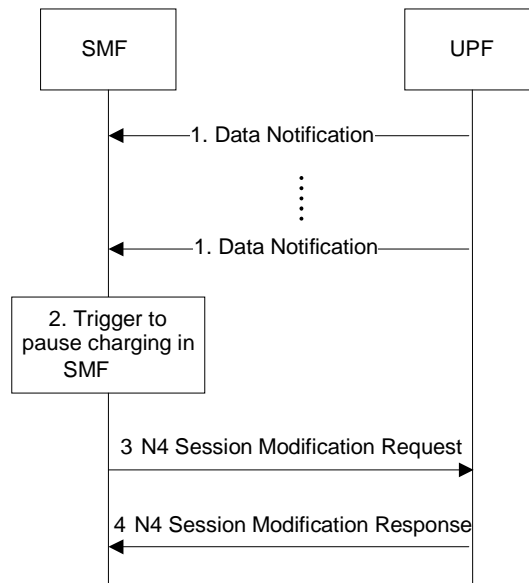 SMF
UPF
1. Data Notification
1. Data Notification
2. Trigger to
pause charging in
SMF
3 N4 Session Modification Request
4 N4 Session Modification Response